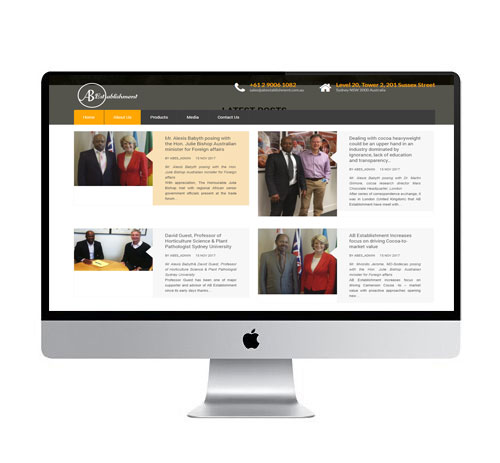 AB Establishment
+61 2 9006 1082
sales@abestablishment.com.au
Level 20, Tower 2, 201 Sussex Street
Sydney NSW 2000 Australia
LATEST POSTS
Home
About Us
Products
Media
Contact Us
Mr. Alexis Babyth posing with
the Hon. Julie Bishop Australian
minister for Foreign affairs
BY ABES_ADMIN 15 NOV 2017
Mr. Alexis Babyth posing with the Hon.
Julie Bishop Australian minister for Foreign
affairs
With appreciation, The Honourable Julie
Bishop met with regional African senior
government officials present at the trade
forum...
Dealing with cocoa heavyweight
could be an upper hand in an
industry dominated by
ignorance, lack of education
and transparency...
BY ABES_ADMIN 15 NOV 2017
Mr. Alexis Babyth posing with Dr. Martin
Simone, cocoa research director Mars
Chocolate Headquarter, London
After series of correspondence exchange, it
was in London United Kingdom that AB
Establishment have meet with...
David Guest. Professor of
Horticulture Science & Plant
Pathologist Sydney University
BY ABES_ADMIN 15 NOV 2017
Mr. Alexis Babyth& David Guest. Professor
of Horticulture Science & Plant Pathologist
Sydney University
Professor Guest has been one of major
supporter and advisor of AB Establishment
since its early days thanks...
AB Establishment increases
focus on driving Cocoa-to-
market value
BY ABES_ADMIN 15 NOV 2017
posing with the Hon. Julie Bishop Australian
minister for Foreign affairs
AB Establishment increases focus on
driving Cameroon Cocoa -to - market
value with proactive approaches opening
new...